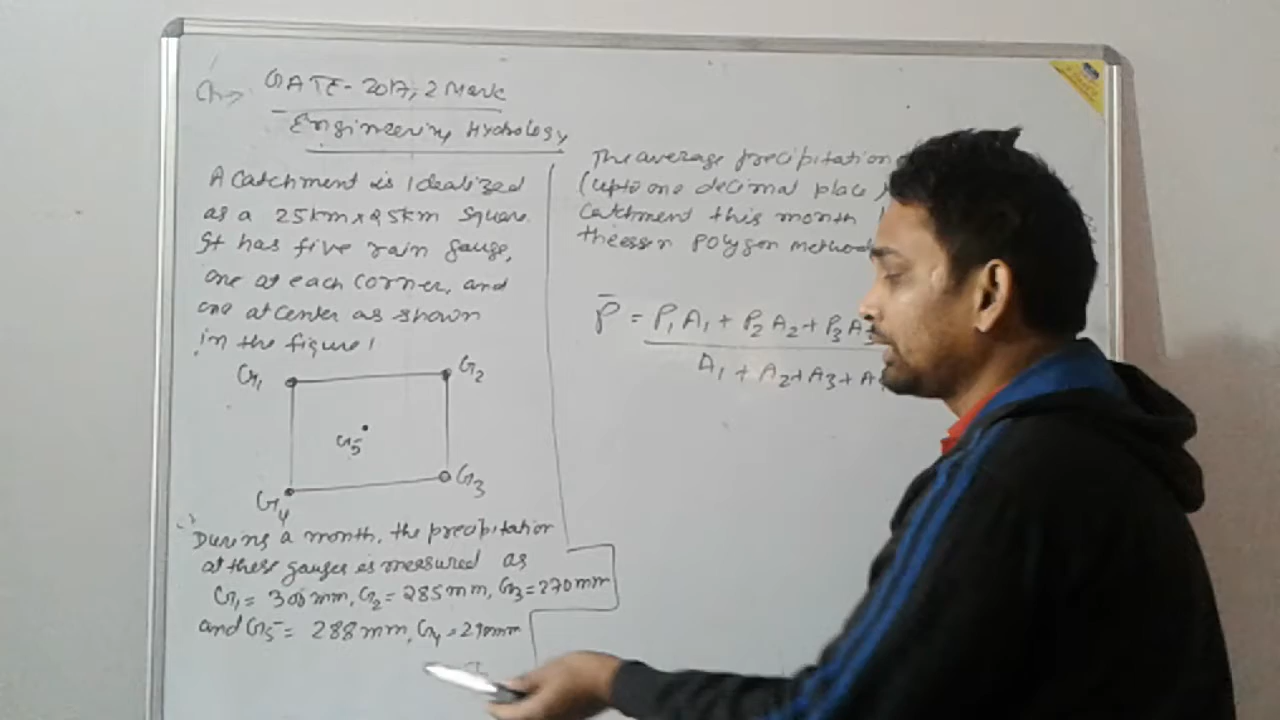 GATE - 2017, 2 Mark
Engineering Hydrology
A catchment is Idealized
as a 25km x 25km square.
It has five rain gauge,
one at each corner, and
one at center as shown
in the figure!
G1
G2
G5
G3
G4
During a month, the precipitation
at these gauges is measured as
G1 = 300mm, G2 = 285mm, G3 = 270mm
and G5 = 288mm, G4 = 290mm
The average precipitation
(upto one decimal place)
catchment this month
theessen polygon method
P̄ = P1A1 + P2A2 + P3A3
A1 + A2 + A3 + A